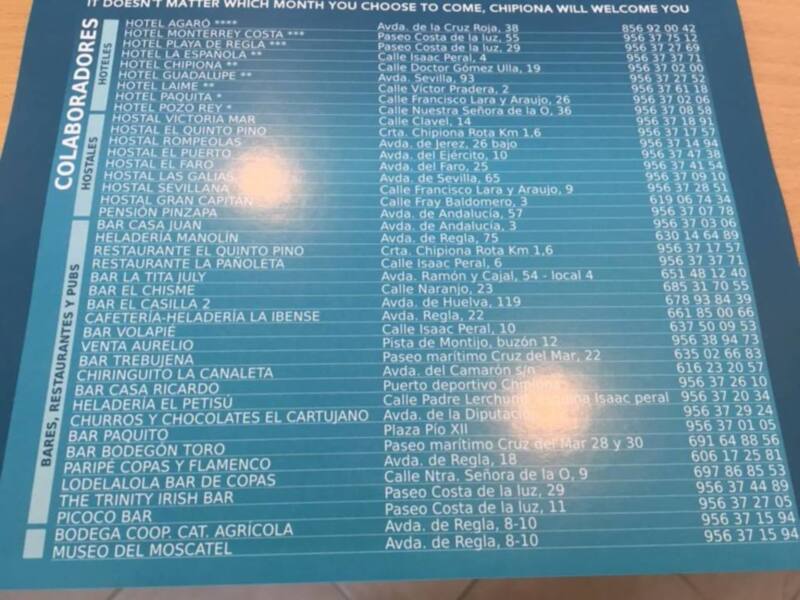 IT DOESN'T MATTER WHICH MONTH YOU CHOOSE TO COME, CHIPIONA WILL WELCOME YOU
COLABORADORES
HOTELES
HOTEL AGARÓ **** Avda. de la Cruz Roja, 38 856 92 00 42
HOTEL MONTERREY COSTA *** Paseo Costa de la luz, 55 956 37 75 12
HOTEL PLAYA DE REGLA *** Paseo Costa de la luz, 29 956 37 27 69
HOTEL LA ESPAÑOLA ** Calle Isaac Peral, 4 956 37 37 71
HOTEL CHIPIONA ** Calle Doctor Gómez Ulla, 19 956 37 02 00
HOTEL GUADALUPE ** Avda. Sevilla, 93 956 37 27 52
HOTEL LAIME ** Calle Víctor Pradera, 2 956 37 61 18
HOTEL PAQUITA * Calle Francisco Lara y Araujo, 26 956 37 02 06
HOTEL POZO REY * Calle Nuestra Señora de la O, 36 956 37 08 58
HOSTALES
HOSTAL VICTORIA MAR Calle Clavel, 14 956 37 18 91
HOSTAL EL QUINTO PINO Crta. Chipiona Rota Km 1,6 956 37 17 57
HOSTAL ROMPEOLAS Avda. de Jerez, 26 bajo 956 37 14 94
HOSTAL EL PUERTO Avda. del Ejército, 10 956 37 47 38
HOSTAL EL FARO Avda. del Faro, 25 956 37 41 54
HOSTAL LAS GALIAS Avda. de Sevilla, 65 956 37 09 10
HOSTAL SEVILLANA Calle Francisco Lara y Araujo, 9 956 37 28 51
HOSTAL GRAN CAPITÁN Calle Fray Baldomero, 3 619 06 74 34
PENSIÓN PINZAPA Avda. de Andalucía, 57 956 37 07 78
BARES, RESTAURANTES Y PUBS
BAR CASA JUAN Avda. de Andalucía, 3 956 37 03 06
HELADERÍA MANOLÍN Avda. de Regla, 75 630 14 64 89
RESTAURANTE EL QUINTO PINO Crta. Chipiona Rota Km 1,6 956 37 17 57
RESTAURANTE LA PAÑOLETA Calle Isaac Peral, 6 956 37 37 71
BAR LA TITA JULY Avda. Ramón y Cajal, 54 - local 4 651 48 12 40
BAR EL CHISME Calle Naranjo, 23 685 31 70 55
BAR EL CASILLA 2 Avda. de Huelva, 119 678 93 84 39
CAFETERÍA-HELADERÍA LA IBENSE Avda. Regla, 22 661 85 00 66
BAR VOLAPIÉ Calle Isaac Peral, 10 637 50 09 53
VENTA AURELIO Pista de Montijo, buzón 12 956 38 94 73
BAR TREBUJENA Paseo marítimo Cruz del Mar, 22 635 02 66 83
CHIRINGUITO LA CANALETA Avda. del Camarón s/n 616 23 20 57
BAR CASA RICARDO Puerto deportivo Chipiona 956 37 26 10
HELADERÍA EL PETISÚ Calle Padre Lerchundi Isaac peral 956 37 20 34
CHURROS Y CHOCOLATES EL CARTUJANO Avda. de la Diputación 956 37 29 24
BAR PAQUITO Plaza Pío XII 956 37 01 05
BAR BODEGÓN TORO Paseo marítimo Cruz del Mar 28 y 30 691 64 88 56
PARIPÉ COPAS Y FLAMENCO Avda. de Regla, 18 606 17 25 81
LODELALOLA BAR DE COPAS Calle Ntra. Señora de la O, 9 697 86 85 53
THE TRINITY IRISH BAR Paseo Costa de la luz, 29 956 37 44 89
PICOCO BAR Paseo Costa de la luz, 11 956 37 27 05
BODEGA COOP. CAT. AGRÍCOLA Avda. de Regla, 8-10 956 37 15 94
MUSEO DEL MOSCATEL Avda. de Regla, 8-10 956 37 15 94